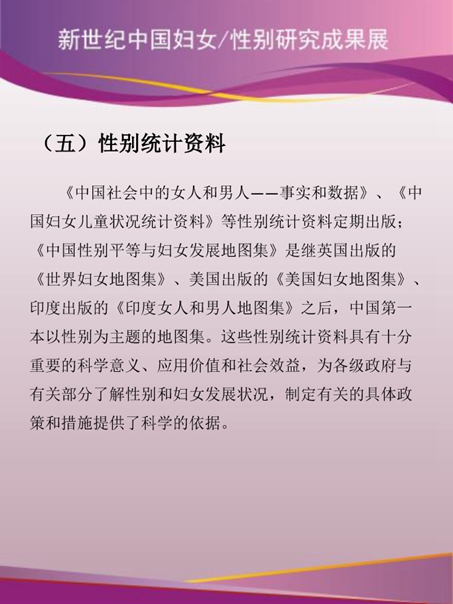 新世纪中国妇女/性别研究成果展
（五）性别统计资料
《中国社会中的女人和男人——事实和数据》、《中
国妇女儿童状况统计资料》等性别统计资料定期出版；
《中国性别平等与妇女发展地图集》是继英国出版的
《世界妇女地图集》、美国出版的《美国妇女地图集》、
印度出版的《印度女人和男人地图集》之后，中国第一
本以性别为主题的地图集。这些性别统计资料具有十分
重要的科学意义、应用价值和社会效益，为各级政府与
有关部分了解性别和妇女发展状况，制定有关的具体政
策和措施提供了科学的依据。